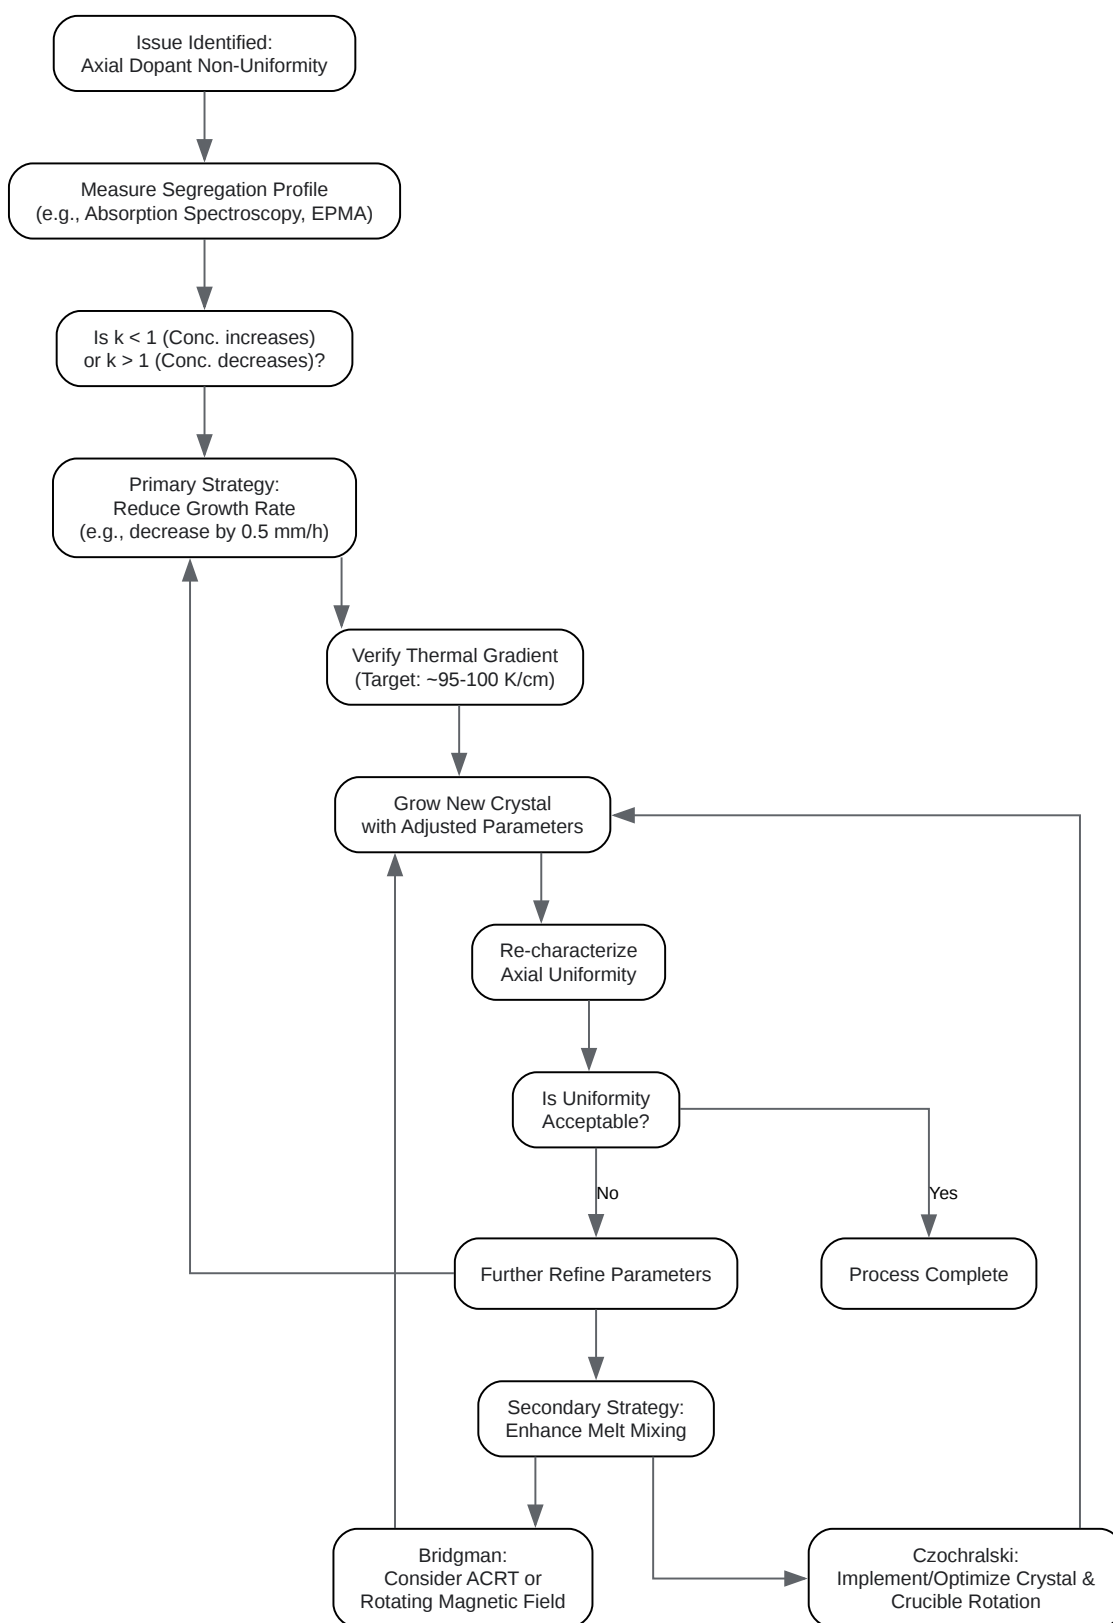 Issue Identified:
Axial Dopant Non-Uniformity
Measure Segregation Profile
(e.g., Absorption Spectroscopy, EPMA)
Is k < 1 (Conc. increases)
or k > 1 (Conc. decreases)?
Primary Strategy:
Reduce Growth Rate
(e.g., decrease by 0.5 mm/h)
Verify Thermal Gradient
(Target: ~95-100 K/cm)
Grow New Crystal
with Adjusted Parameters
Re-characterize
Axial Uniformity
Is Uniformity
Acceptable?
No
Yes
Further Refine Parameters
Process Complete
Secondary Strategy:
Enhance Melt Mixing
Bridgman:
Consider ACRT or
Rotating Magnetic Field
Czochralski:
Implement/Optimize Crystal &
Crucible Rotation